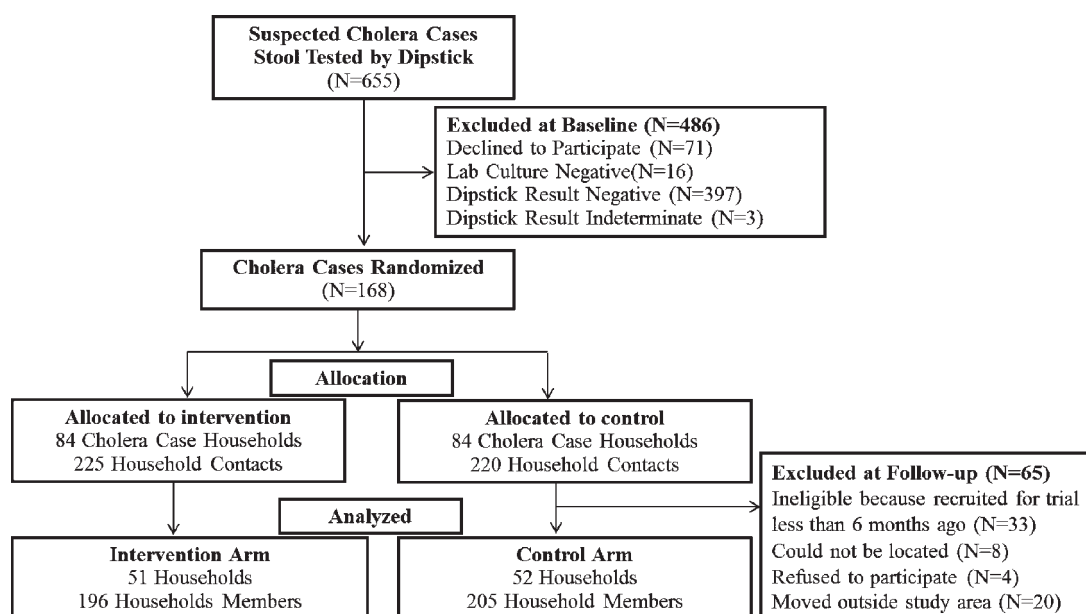 Suspected Cholera Cases
Stool Tested by Dipstick
(N=655)
Excluded at Baseline (N=486)
Declined to Participate (N=71)
Lab Culture Negative(N=16)
Dipstick Result Negative (N=397)
Dipstick Result Indeterminate (N=3)
Cholera Cases Randomized
(N=168)
Allocation
Allocated to intervention
84 Cholera Case Households
225 Household Contacts
Allocated to control
84 Cholera Case Households
220 Household Contacts
Excluded at Follow-up (N=65)
Ineligible because recruited for trial
less than 6 months ago (N=33)
Could not be located (N=8)
Refused to participate (N=4)
Moved outside study area (N=20)
Analyzed
Intervention Arm
51 Households
196 Households Members
Control Arm
52 Households
205 Household Members